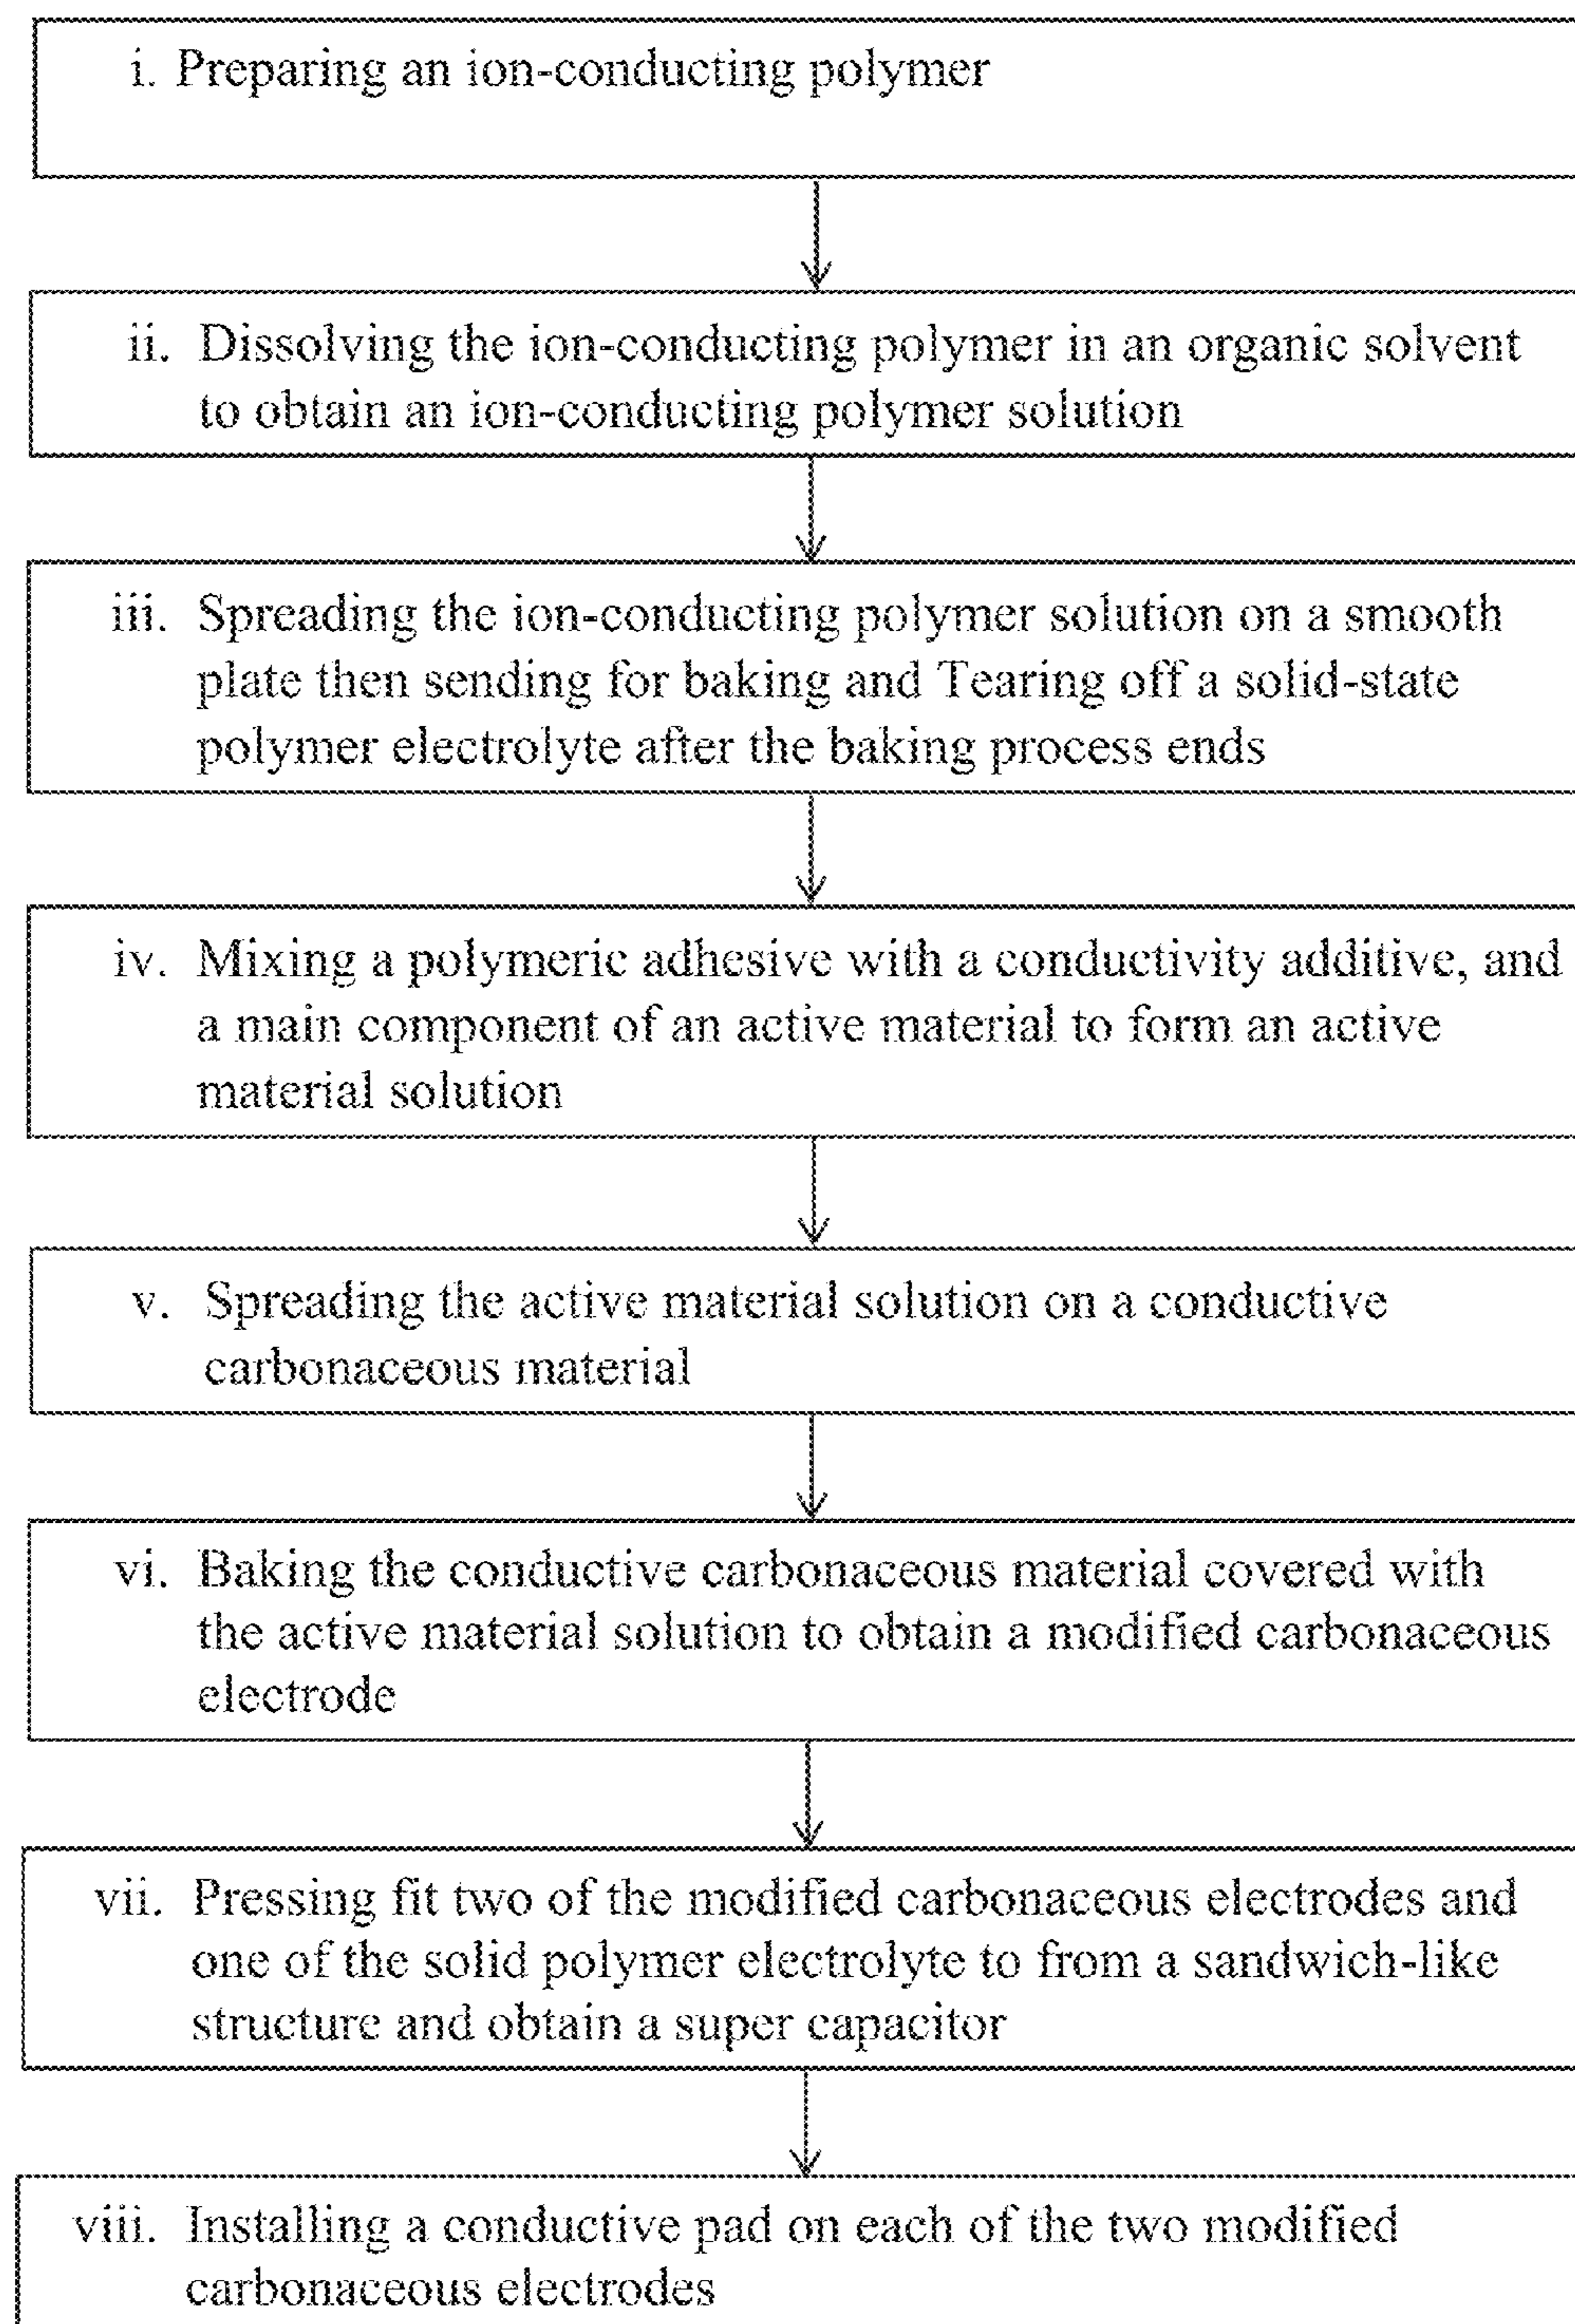 i. Preparing an ion-conducting polymer
ii. Dissolving the ion-conducting polymer in an organic solvent
to obtain an ion-conducting polymer solution
iii. Spreading the ion-conducting polymer solution on a smooth
plate then sending for baking and Tearing off a solid-state
polymer electrolyte after the baking process ends
iv. Mixing a polymeric adhesive with a conductivity additive, and
a main component of an active material to form an active
material solution
v. Spreading the active material solution on a conductive
carbonaceous material
vi. Baking the conductive carbonaceous material covered with
the active material solution to obtain a modified carbonaceous
electrode
vii. Pressing fit two of the modified carbonaceous electrodes and
one of the solid polymer electrolyte to from a sandwich-like
structure and obtain a super capacitor
viii. Installing a conductive pad on each of the two modified
carbonaceous electrodes